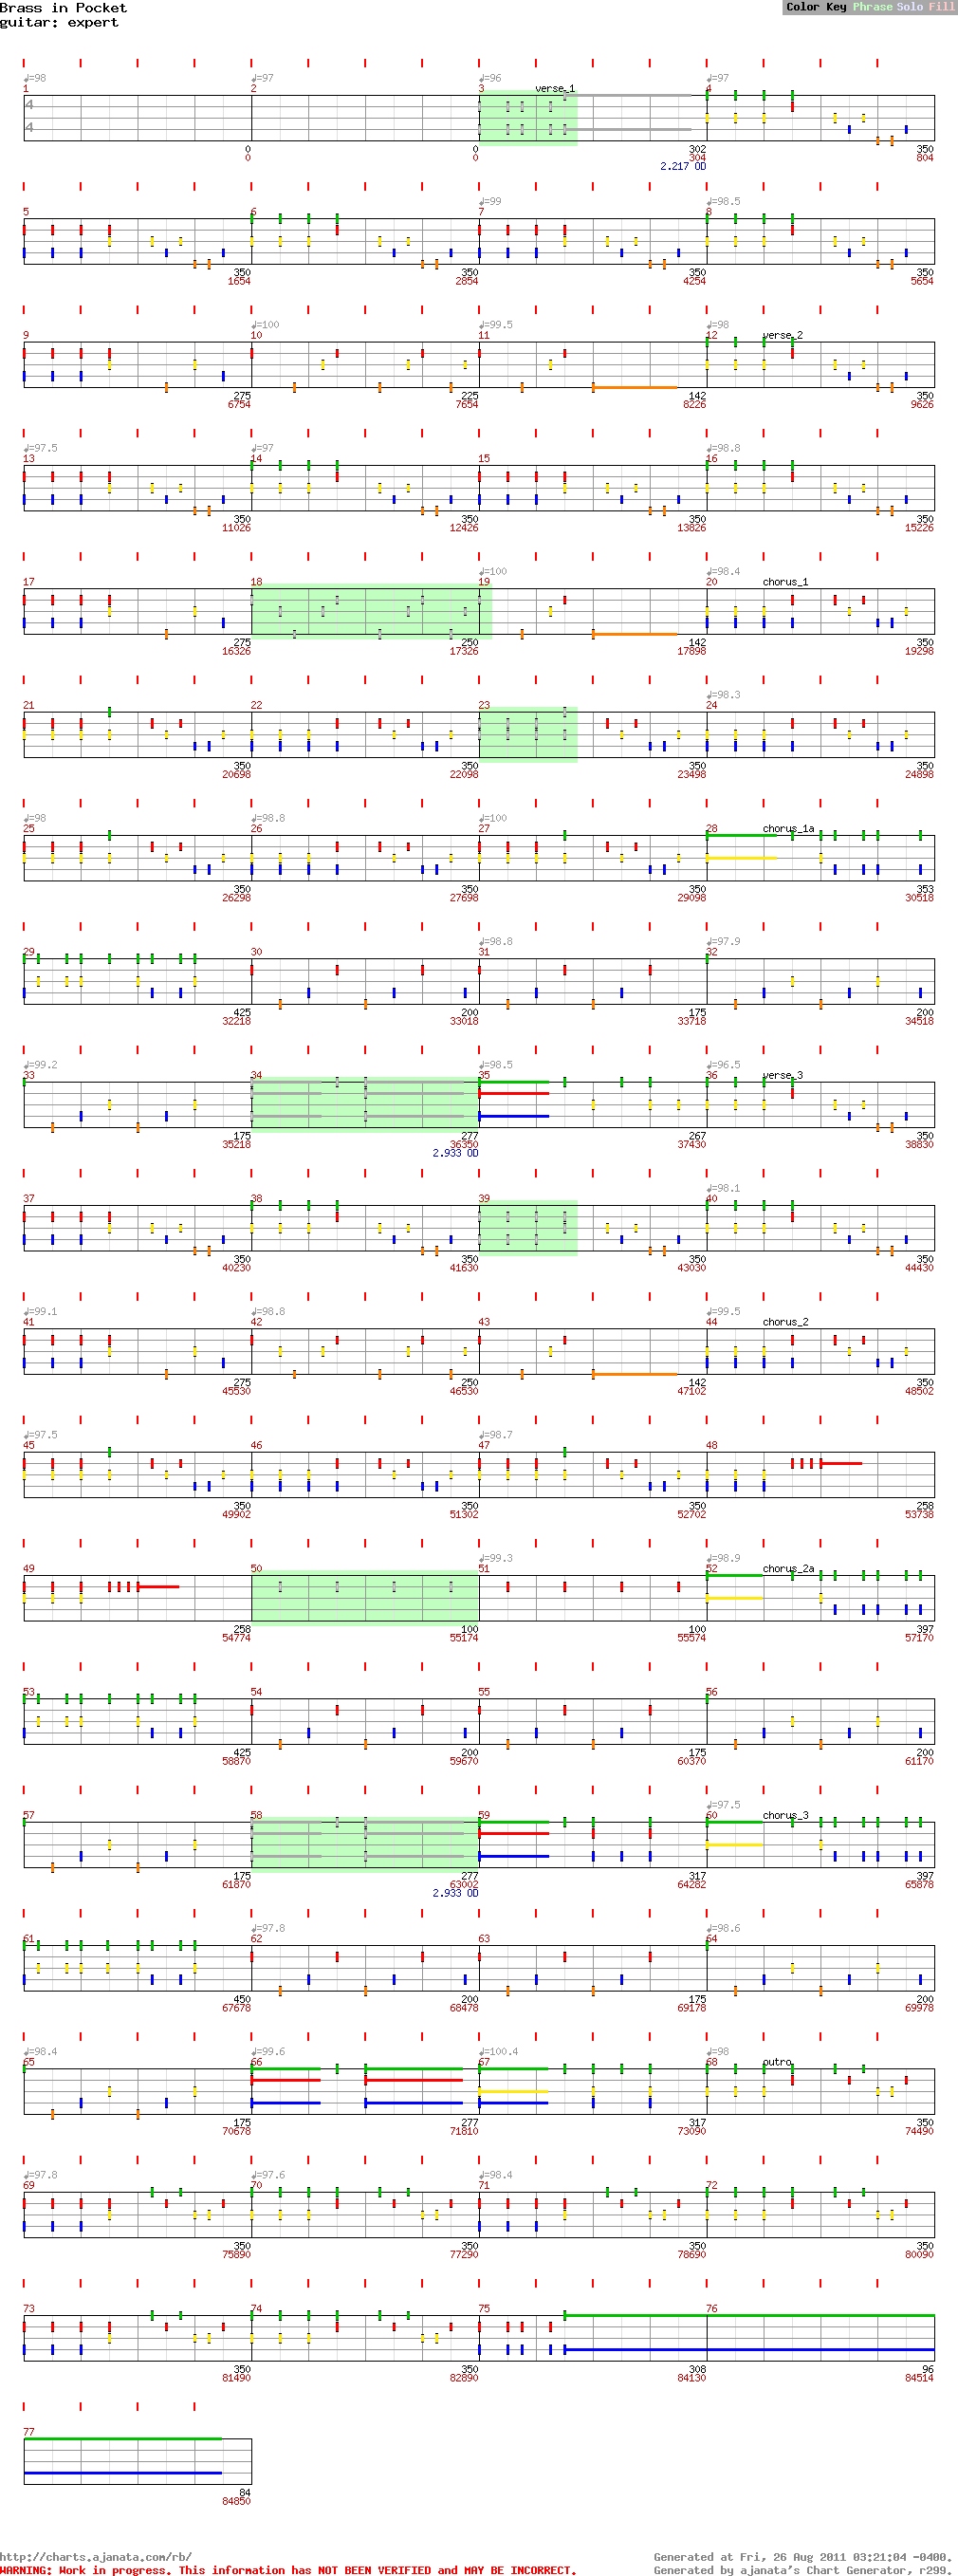 Brass in Pocket
guitar: expert
Color Key Phrase Solo Fill
♩=98 ♩=97 ♩=96 ♩=97
1 2 3 verse_1 4
4
4
0 0 302 350
0 0 304 804
2.217 OD
♩=99 ♩=98.5
5 6 7 8
350 350 350 350
1654 2854 4254 5654
♩=100 ♩=99.5 ♩=98
9 10 11 12 verse_2
275 225 142 350
6754 7654 8226 9626
♩=97.5 ♩=97 ♩=98.8
13 14 15 16
350 350 350 350
11026 12426 13826 15226
♩=100 ♩=98.4
17 18 19 20 chorus_1
275 250 142 350
16326 17326 17898 19298
♩=98.3
21 22 23 24
350 350 350 350
20698 22098 23498 24898
♩=98 ♩=98.8 ♩=100
25 26 27 28 chorus_1a
350 350 350 353
26298 27698 29098 30518
♩=98.8 ♩=97.9
29 30 31 32
425 200 175 200
32218 33018 33718 34518
♩=99.2 ♩=98.5 ♩=96.5
33 34 35 36 verse_3
175 277 267 350
35218 36350 37430 38830
2.933 OD
♩=98.1
37 38 39 40
350 350 350 350
40230 41630 43030 44430
♩=99.1 ♩=98.8 ♩=99.5
41 42 43 44 chorus_2
275 250 142 350
45530 46530 47102 48502
♩=97.5 ♩=98.7
45 46 47 48
350 350 350 258
49902 51302 52702 53738
♩=99.3 ♩=98.9
49 50 51 52 chorus_2a
258 100 100 397
54774 55174 55574 57170
53 54 55 56
425 200 175 200
58870 59670 60370 61170
♩=97.5
57 58 59 60 chorus_3
175 277 317 397
61870 63002 64282 65878
2.933 OD
♩=97.8 ♩=98.6
61 62 63 64
450 200 175 200
67678 68478 69178 69978
♩=98.4 ♩=99.6 ♩=100.4 ♩=98
65 66 67 68 outro
175 277 317 350
70678 71810 73090 74490
♩=97.8 ♩=97.6 ♩=98.4
69 70 71 72
350 350 350 350
75890 77290 78690 80090
73 74 75 76
350 350 308 96
81490 82890 84130 84514
77
84
84850
http://charts.ajanata.com/rb/ Generated at Fri, 26 Aug 2011 03:21:04 -0400.
WARNING: Work in progress. This information has NOT BEEN VERIFIED and MAY BE INCORRECT. Generated by ajanata's Chart Generator, r299.